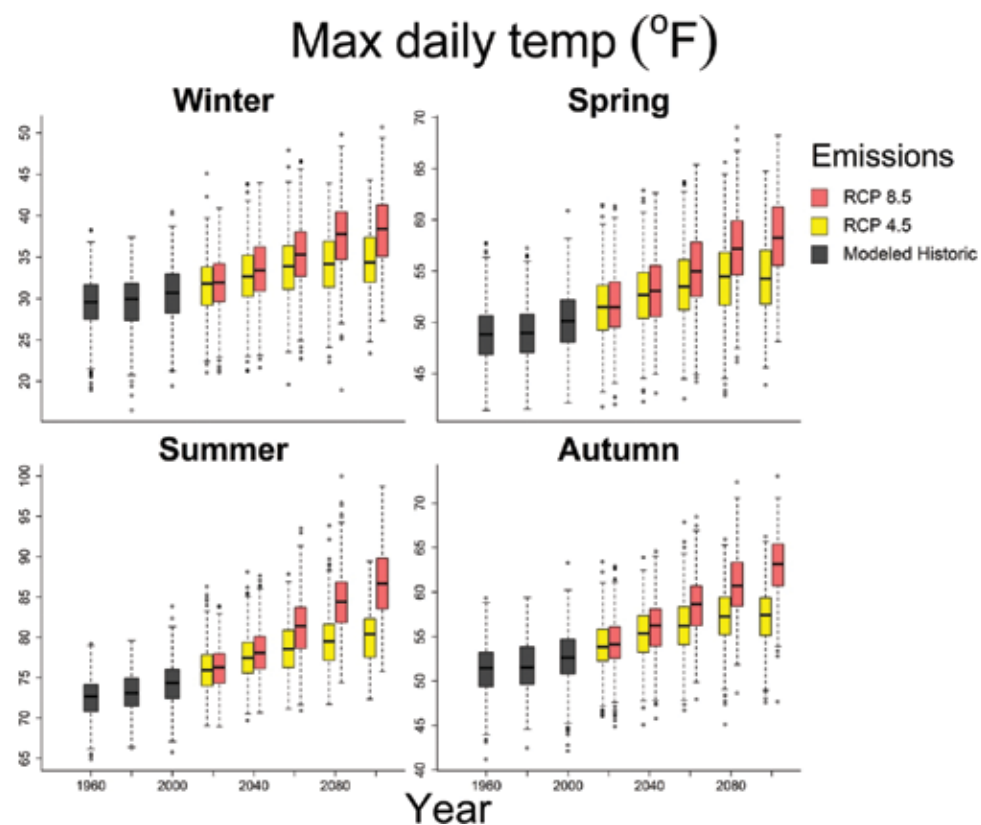 Max daily temp (°F)
Winter
Spring
50
45
40
35
30
25
20
70
65
60
55
50
45
Emissions
RCP 8.5
RCP 4.5
Modeled Historic
Summer
Autumn
100
95
90
85
80
75
70
65
70
65
60
55
50
45
40
1960 2000 2040 2080
1960 2000 2040 2080
Year